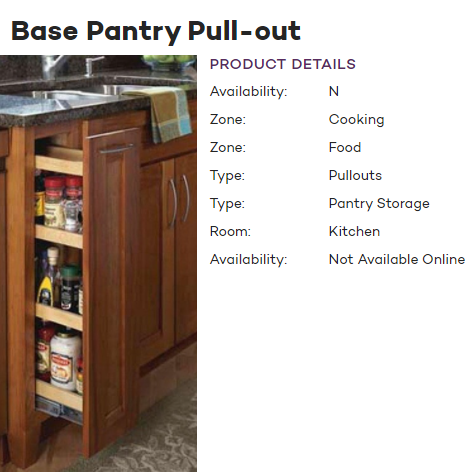 Base Pantry Pull-out
PRODUCT DETAILS
Availability: N
Zone: Cooking
Zone: Food
Type: Pullouts
Type: Pantry Storage
Room: Kitchen
Availability: Not Available Online